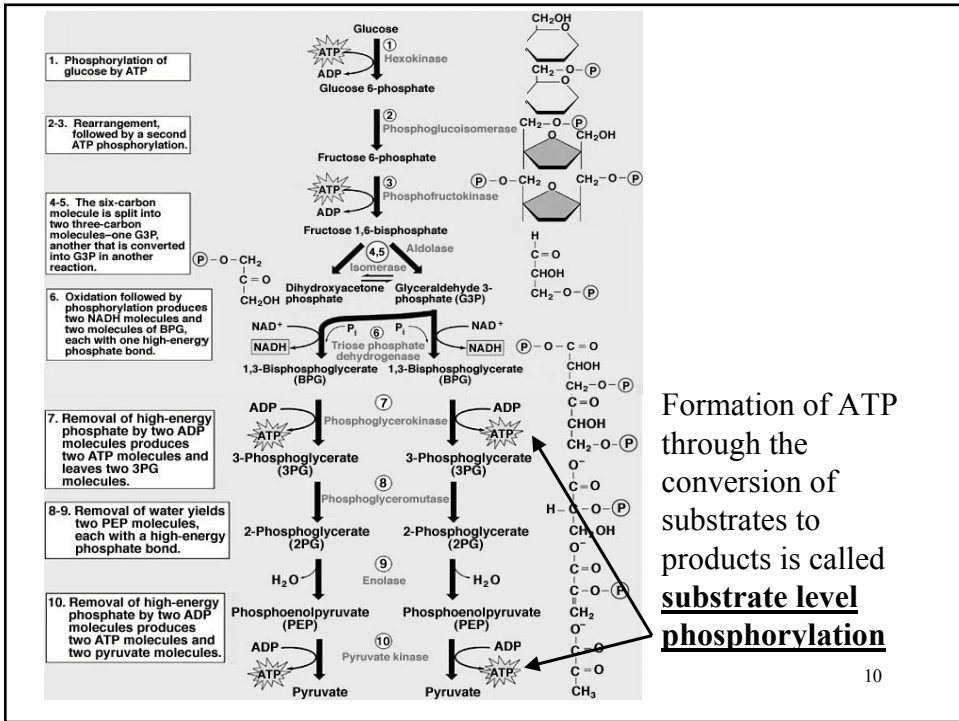 1. Phosphorylation of
glucose by ATP
2-3. Rearrangement,
followed by a second
ATP phosphorylation.
4-5. The six-carbon
molecule is split into
two three-carbon
molecules–one G3P,
another that is converted
into G3P in another
reaction.
6. Oxidation followed by
phosphorylation produces
two NADH molecules and
two molecules of BPG,
each with one high-energy
phosphate bond.
7. Removal of high-energy
phosphate by two ADP
molecules produces
two ATP molecules and
leaves two 3PG
molecules.
8-9. Removal of water yields
two PEP molecules,
each with a high-energy
phosphate bond.
10. Removal of high-energy
phosphate by two ADP
molecules produces
two ATP molecules and
two pyruvate molecules.
Glucose
ATP
1
Hexokinase
ADP
Glucose 6-phosphate
2
Phosphoglucoisomerase
Fructose 6-phosphate
ATP
3
Phosphofructokinase
ADP
Fructose 1,6-bisphosphate
4,5
Aldolase
Isomerase
Dihydroxyacetone
phosphate
Glyceraldehyde 3-
phosphate (G3P)
NAD+ Pi Pi 6 NAD+
NADH Triose phosphate NADH
dehydrogenase
1,3-Bisphosphoglycerate 1,3-Bisphosphoglycerate
(BPG) (BPG)
ADP 7 ADP
Phosphoglycerokinase
ATP ATP
3-Phosphoglycerate 3-Phosphoglycerate
(3PG) (3PG)
8
Phosphoglyceromutase
2-Phosphoglycerate 2-Phosphoglycerate
(2PG) (2PG)
9
H2O Enolase H2O
Phosphoenolpyruvate Phosphoenolpyruvate
(PEP) (PEP)
10
ADP ADP
Pyruvate kinase
ATP ATP
Pyruvate Pyruvate
P–O–CH2
C=O
CH2OH
CH2OH
O
CH2–O–P
O
CH2–O–P
O CH2OH
P–O–CH2 CH2–O–P
O
H
C=O
CHOH
CH2–O–P
P–O–C=O
CHOH
CH2–O–P
C=O
CHOH
CH2–O–P
O−
C=O
H–C–O–P
CH2OH
O−
C=O
C–O–P
CH2
O−
C=O
C=O
CH3
Formation of ATP
through the
conversion of
substrates to
products is called
substrate level
phosphorylation
10